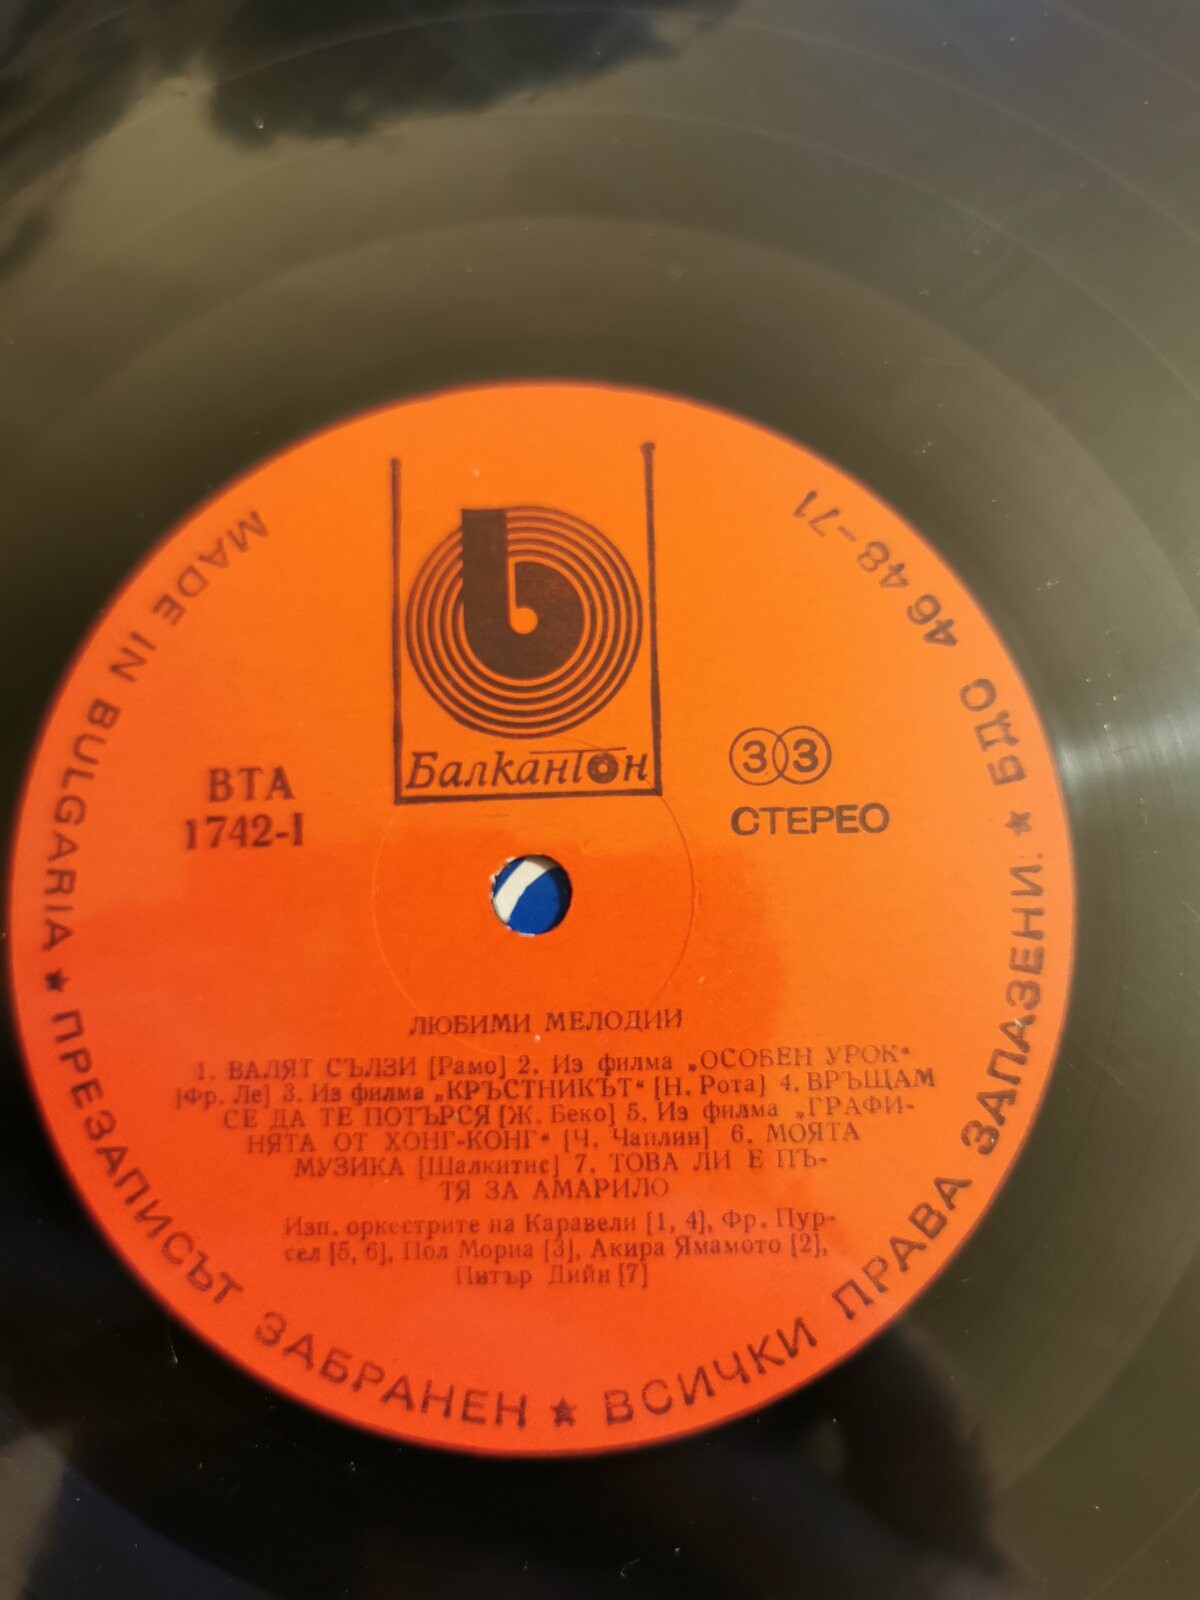 Балкантон
ВТА
1742-I
33
СТЕРЕО
ЛЮБИМИ МЕЛОДИИ
1. ВАЛЯТ СЪЛЗИ [Рамо] 2. Из филма „ОСОБЕН УРОК“
[Фр. Ле] 3. Из филма „КРЪСТНИКЪТ“ [Н. Рота] 4. ВРЪЩАМ
СЕ ДА ТЕ ПОТЪРСЯ [Ж. Беко] 5. Из филма „ГРАФИ-
НЯТА ОТ ХОНГ-КОНГ“ [Ч. Чаплин] 6. МОЯТА
МУЗИКА [Шалкитис] 7. ТОВА ЛИ Е ПЪ-
ТЯ ЗА АМАРИЛО
Изп. оркестрите на Каравели [1, 4], Фр. Пур-
сел [5, 6], Пол Мориа [3], Акира Ямамото [2],
Питър Дийн [7]
MADE IN BULGARIA ★ ПРЕЗАПИСЪТ ЗАБРАНЕН ★ ВСИЧКИ ПРАВА ЗАПАЗЕНИ. ★ БДС 4648-71